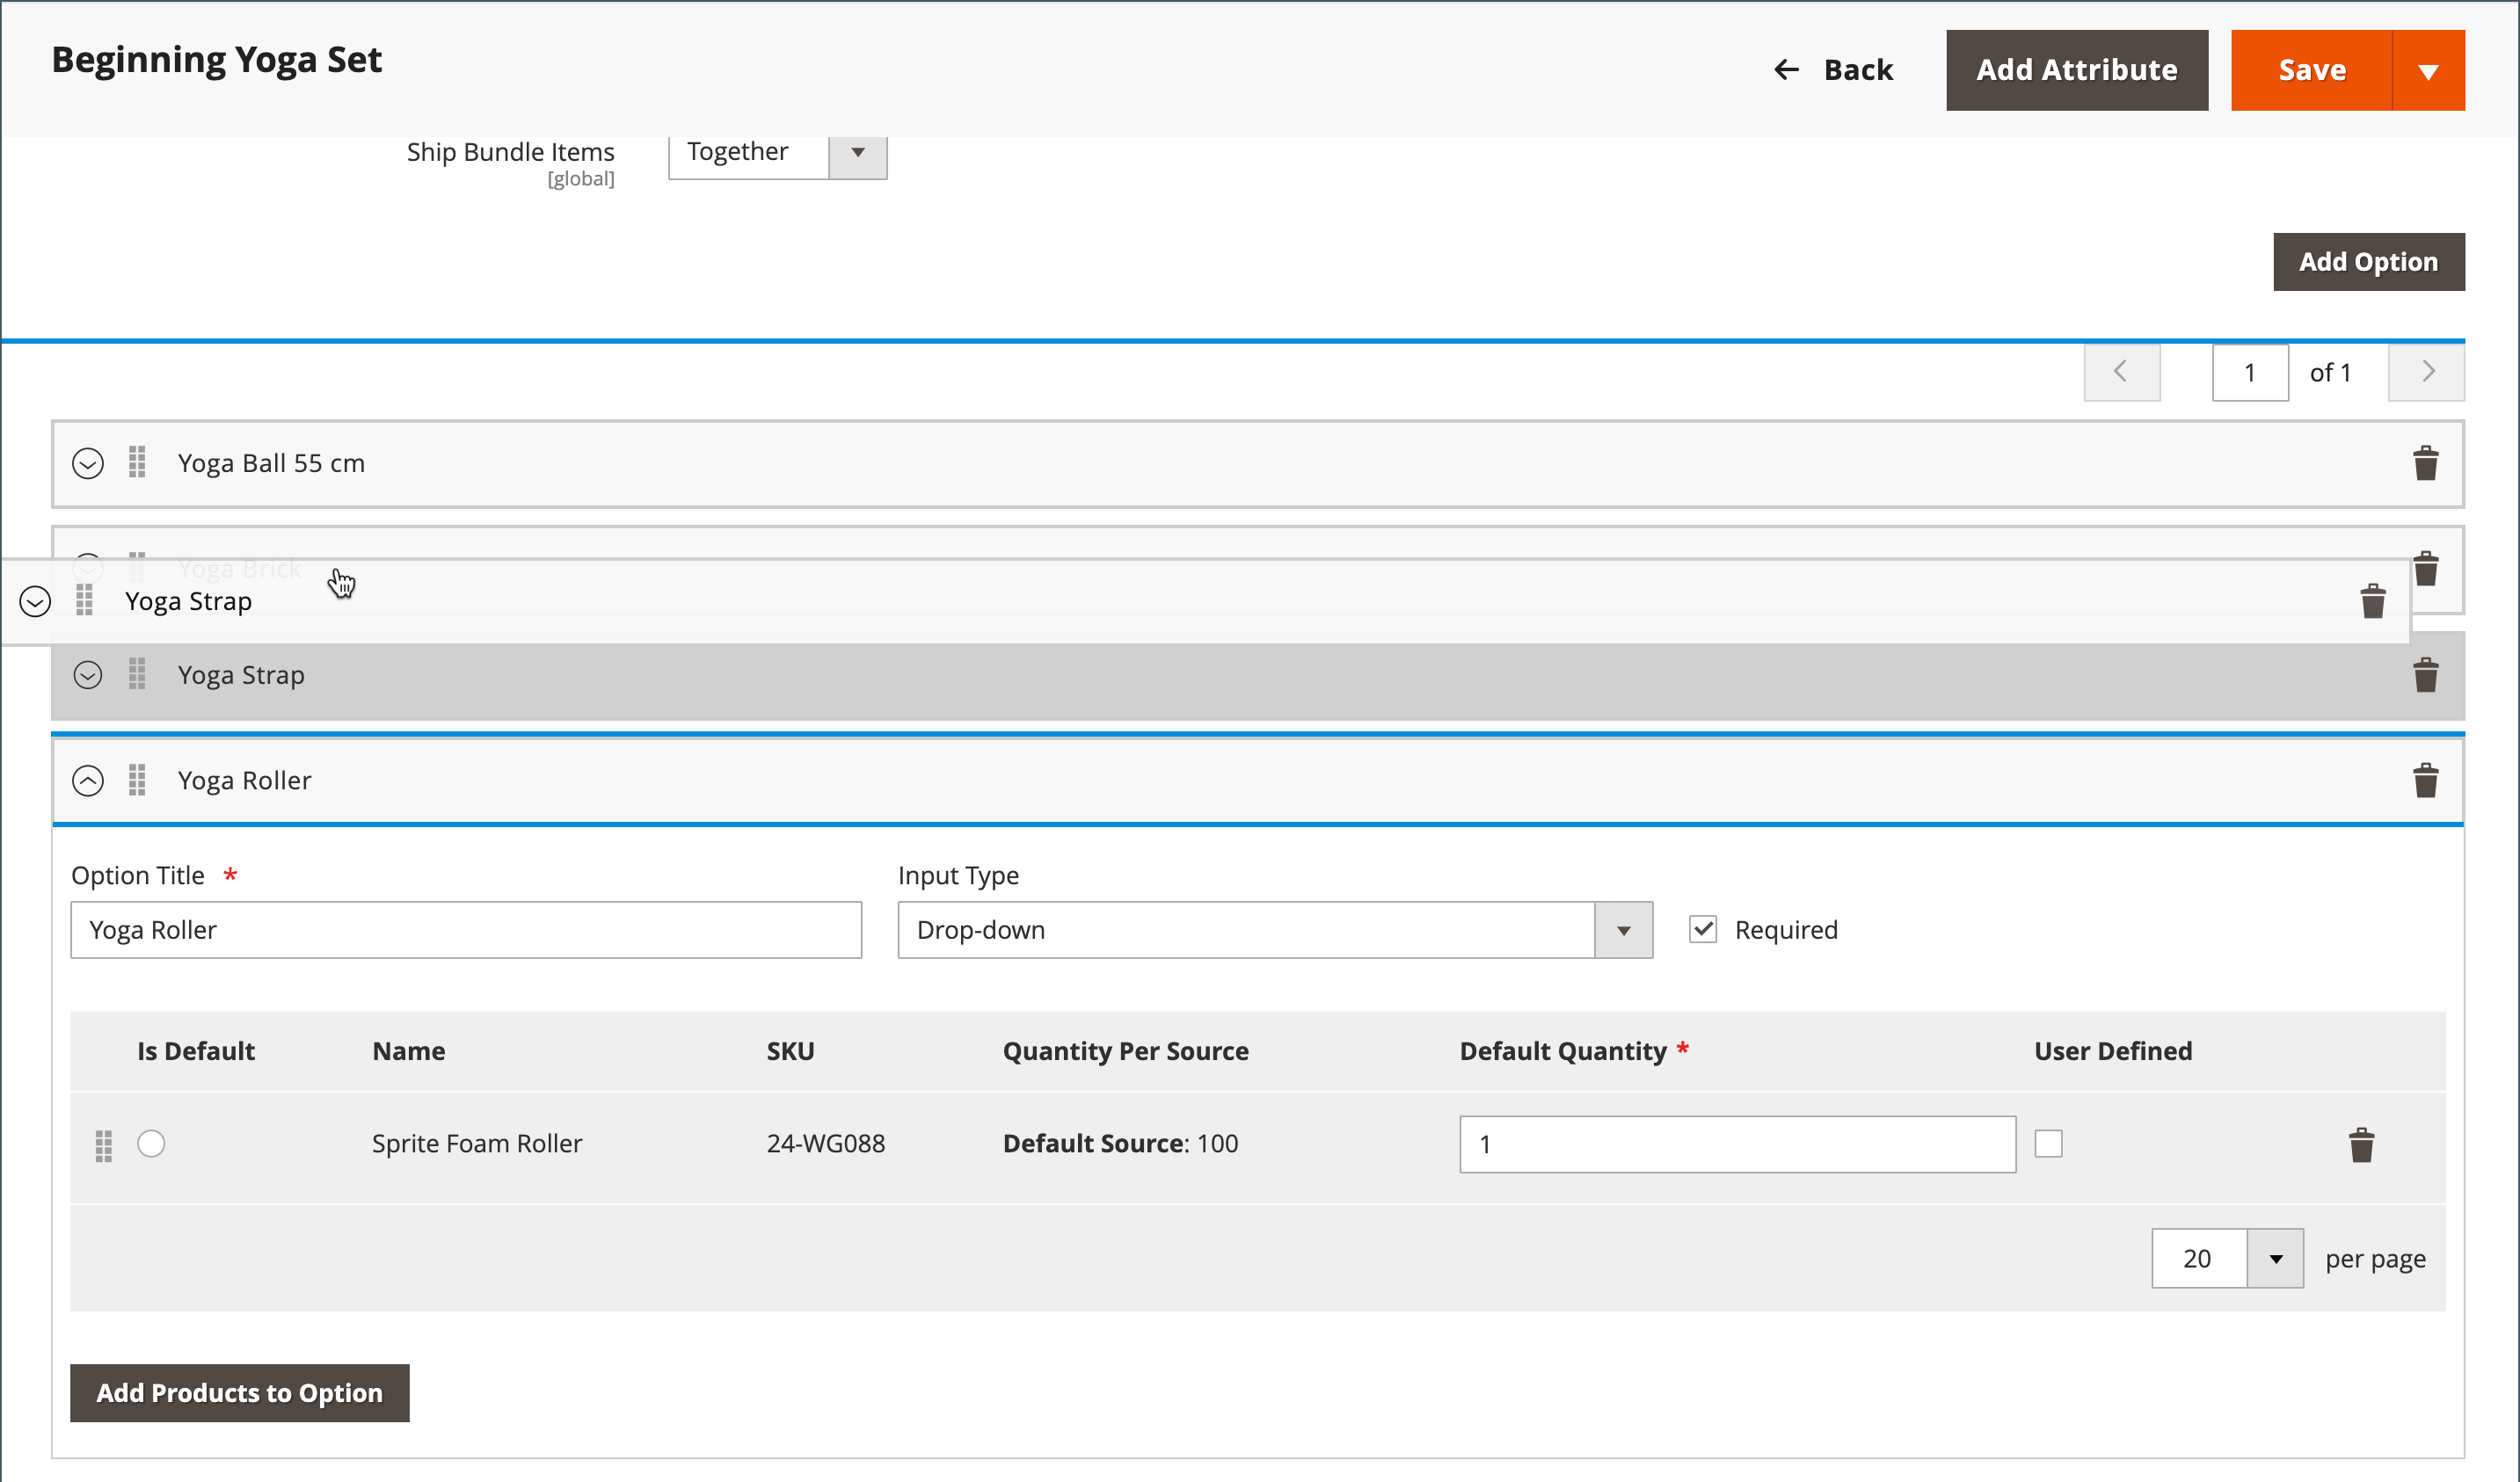 Beginning Yoga Set
Back
Add Attribute
Save
Ship Bundle Items
[global]
Together
Add Option
1 of 1
Yoga Ball 55 cm
Yoga Brick
Yoga Strap
Yoga Strap
Yoga Roller
Option Title *
Input Type
Yoga Roller
Drop-down
Required
Is Default Name SKU Quantity Per Source Default Quantity * User Defined
Sprite Foam Roller 24-WG088 Default Source: 100 1
20 per page
Add Products to Option